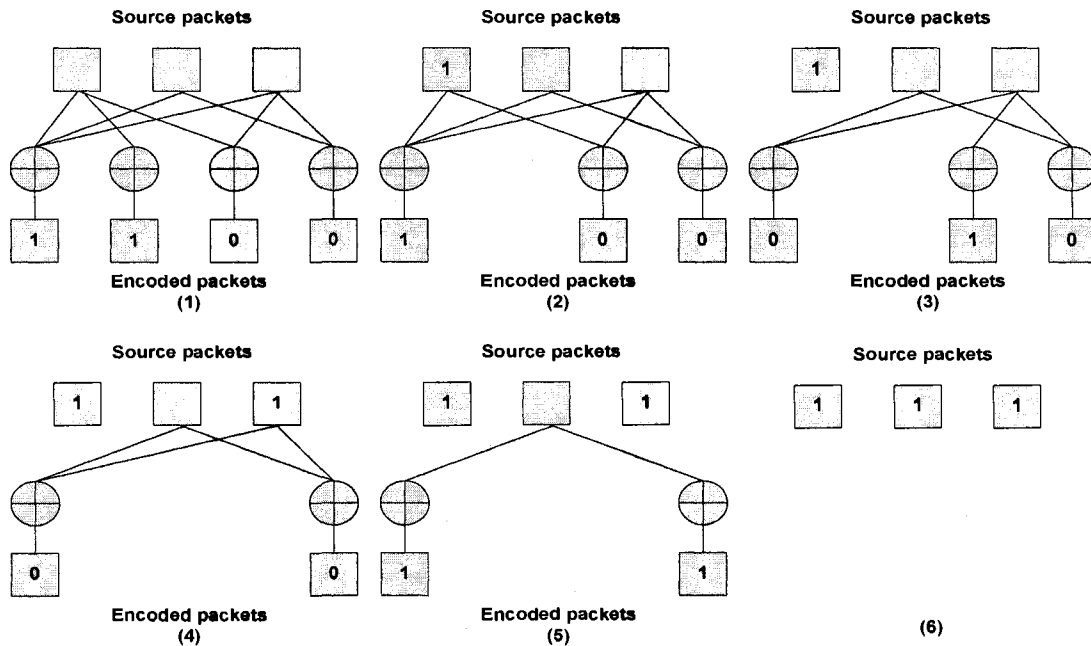 Source packets
1 1 0 0
Encoded packets
(1)
Source packets
1
1 0 0
Encoded packets
(2)
Source packets
1
0 1 0
Encoded packets
(3)
Source packets
1 1
0 0
Encoded packets
(4)
Source packets
1 1
1 1
Encoded packets
(5)
Source packets
1 1 1
(6)